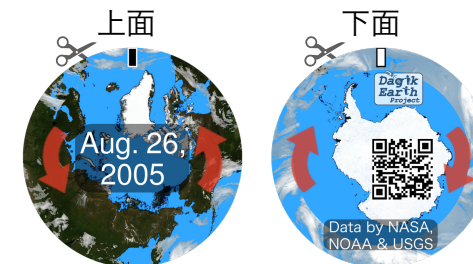 上面
下面
Dagik
Earth
Project
Aug. 26,
2005
Data by NASA,
NOAA & USGS